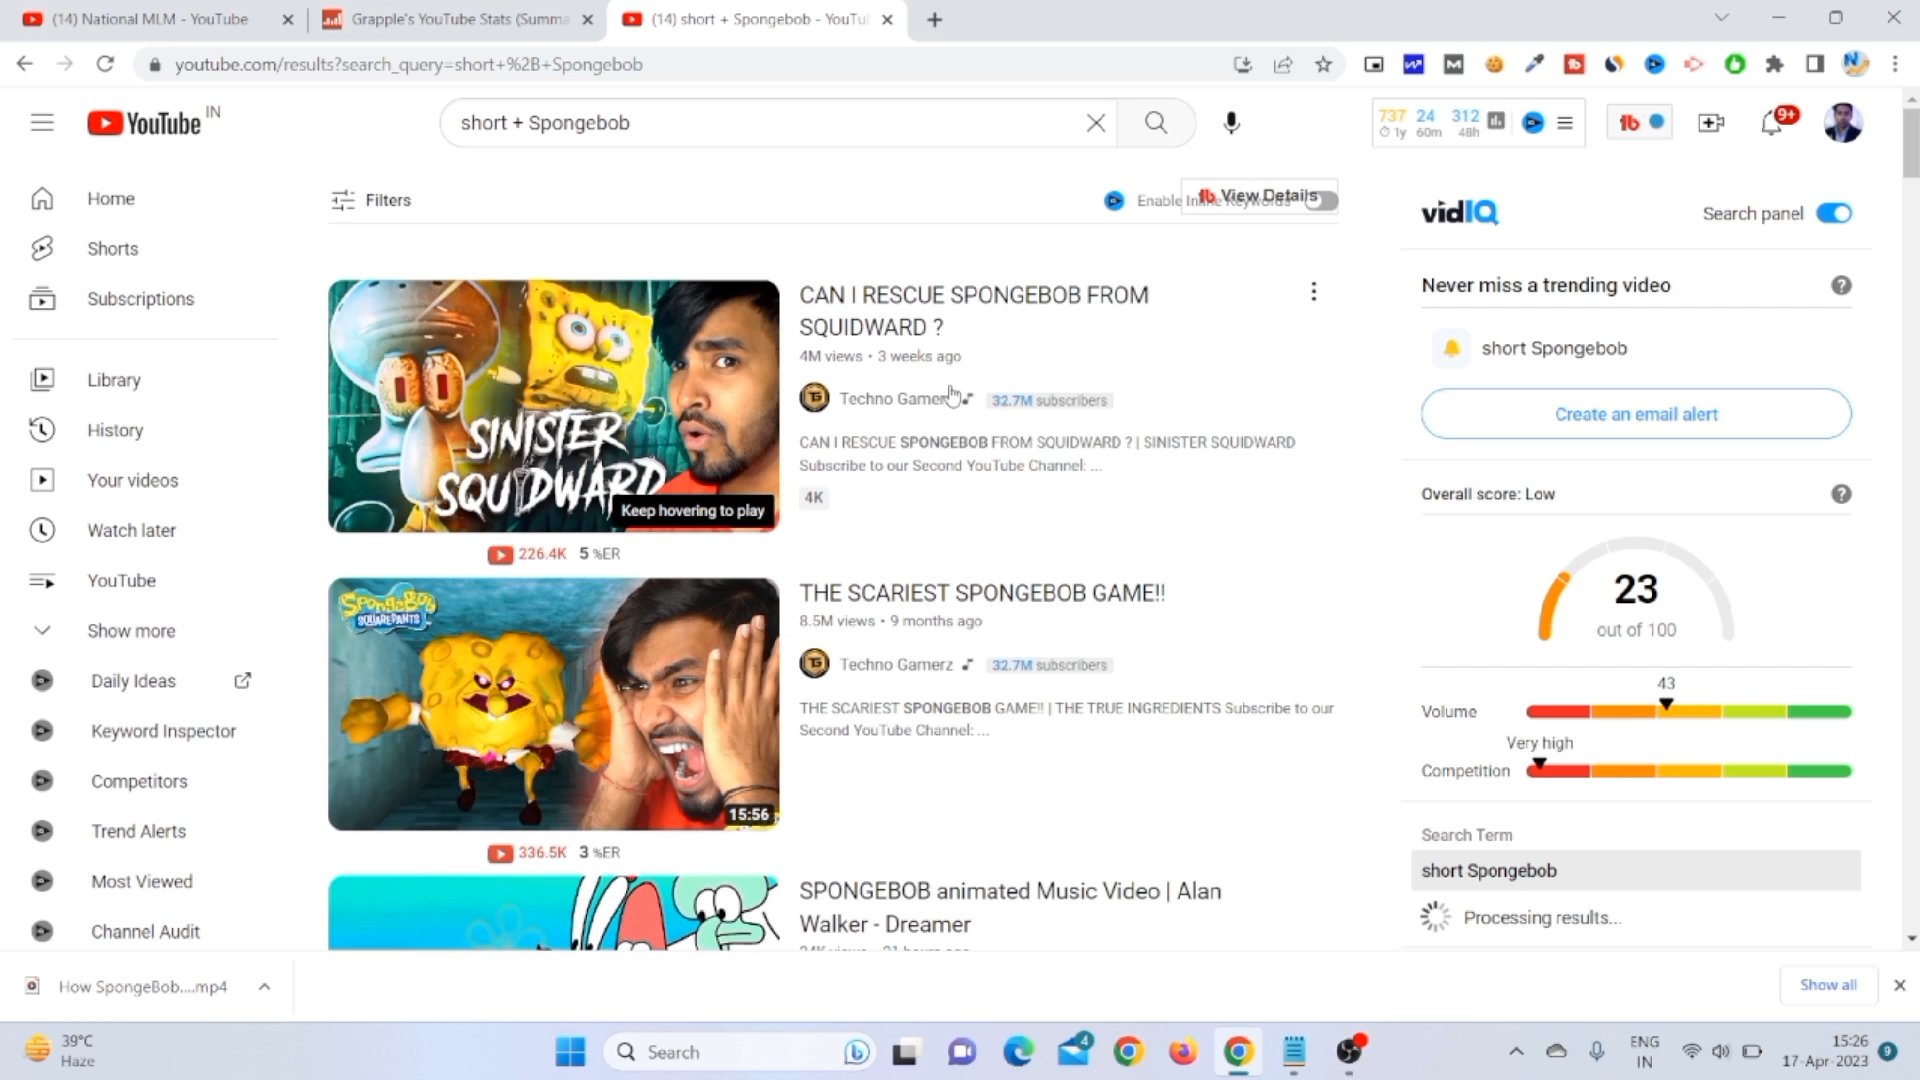 (14) National MLM - YouTube
Grapple's YouTube Stats (Summa
(14) short + Spongebob - YouTu
youtube.com/results?search_query=short+%2B+Spongebob
YouTube IN
short + Spongebob
737 24 312
1y 60m 48h
9+
Home
Shorts
Subscriptions
Library
History
Your videos
Watch later
YouTube
Show more
Daily Ideas
Keyword Inspector
Competitors
Trend Alerts
Most Viewed
Channel Audit
Filters
Enable Inline Keywords
View Details
SINISTER
SQUIDWARD
Keep hovering to play
226.4K 5 %ER
CAN I RESCUE SPONGEBOB FROM
SQUIDWARD ?
4M views • 3 weeks ago
Techno Gamerz
32.7M subscribers
CAN I RESCUE SPONGEBOB FROM SQUIDWARD ? | SINISTER SQUIDWARD
Subscribe to our Second YouTube Channel: ...
4K
SpongeBob
SQUAREPANTS
15:56
336.5K 3 %ER
THE SCARIEST SPONGEBOB GAME!!
8.5M views • 9 months ago
Techno Gamerz
32.7M subscribers
THE SCARIEST SPONGEBOB GAME!! | THE TRUE INGREDIENTS Subscribe to our
Second YouTube Channel: ...
SPONGEBOB animated Music Video | Alan
Walker - Dreamer
vidIQ
Search panel
Never miss a trending video
short Spongebob
Create an email alert
Overall score: Low
23
out of 100
43
Volume
Very high
Competition
Search Term
short Spongebob
Processing results...
How SpongeBob....mp4
Show all
39°C
Haze
Search
4
ENG
IN
15:26
17-Apr-2023
9